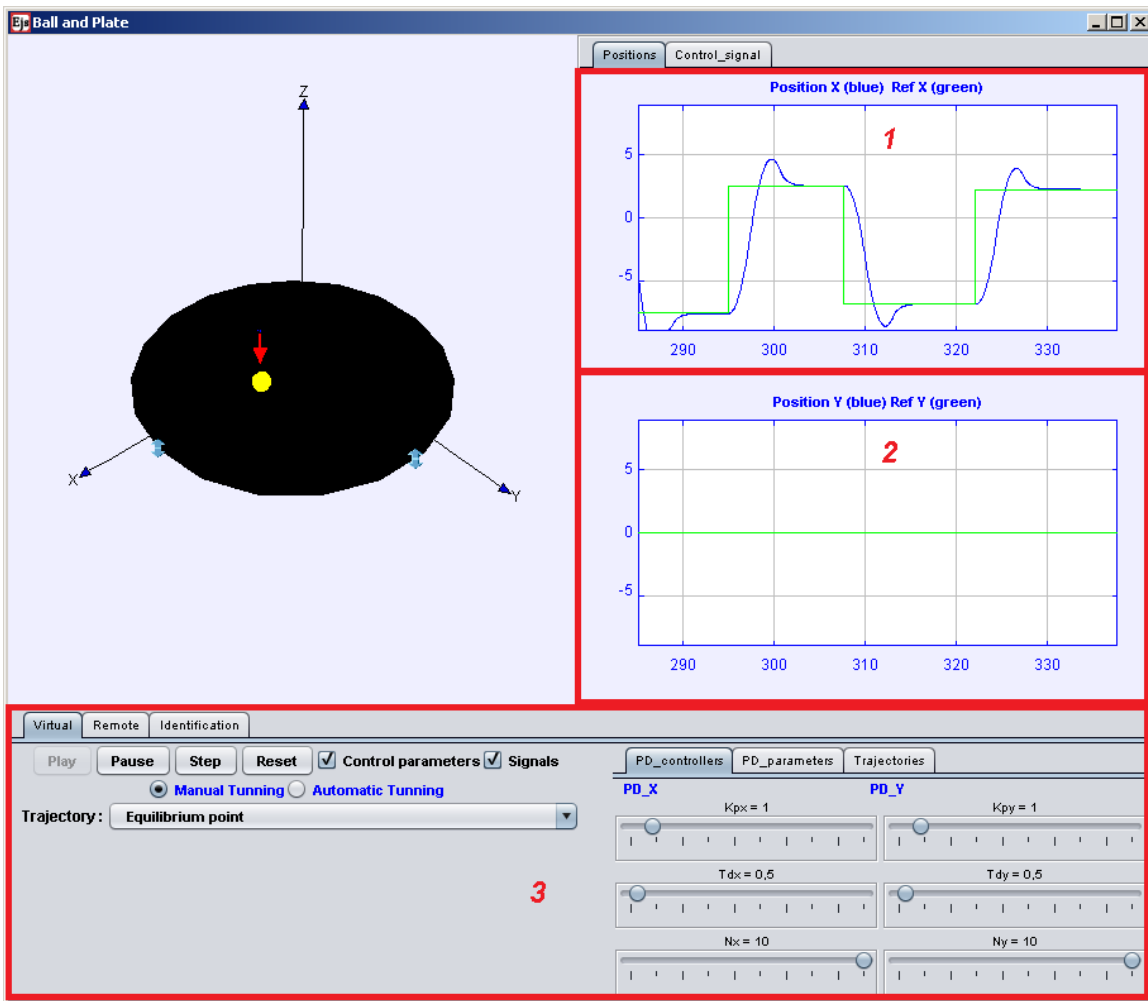 Ejs Ball and Plate
Z
X
Y
Positions Control_signal
Position X (blue) Ref X (green)
1
5
0
-5
290 300 310 320 330
Position Y (blue) Ref Y (green)
2
5
0
-5
290 300 310 320 330
Virtual Remote Identification
Play Pause Step Reset Control parameters Signals
Manual Tunning Automatic Tunning
Trajectory: Equilibrium point
3
PD_controllers PD_parameters Trajectories
PD_X PD_Y
Kpx = 1 Kpy = 1
Tdx = 0,5 Tdy = 0,5
Nx = 10 Ny = 10